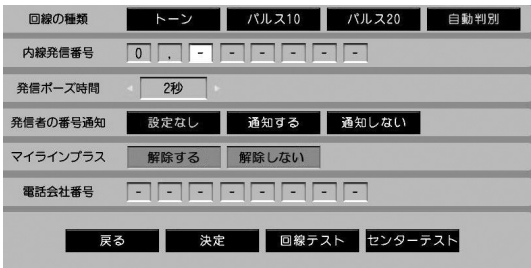 回線の種類 トーン パルス10 パルス20 自動判別
内線発信番号 0 , - - - - - -
発信ポーズ時間 2秒
発信者の番号通知 設定なし 通知する 通知しない
マイラインプラス 解除する 解除しない
電話会社番号 - - - - - - - -
戻る 決定 回線テスト センターテスト